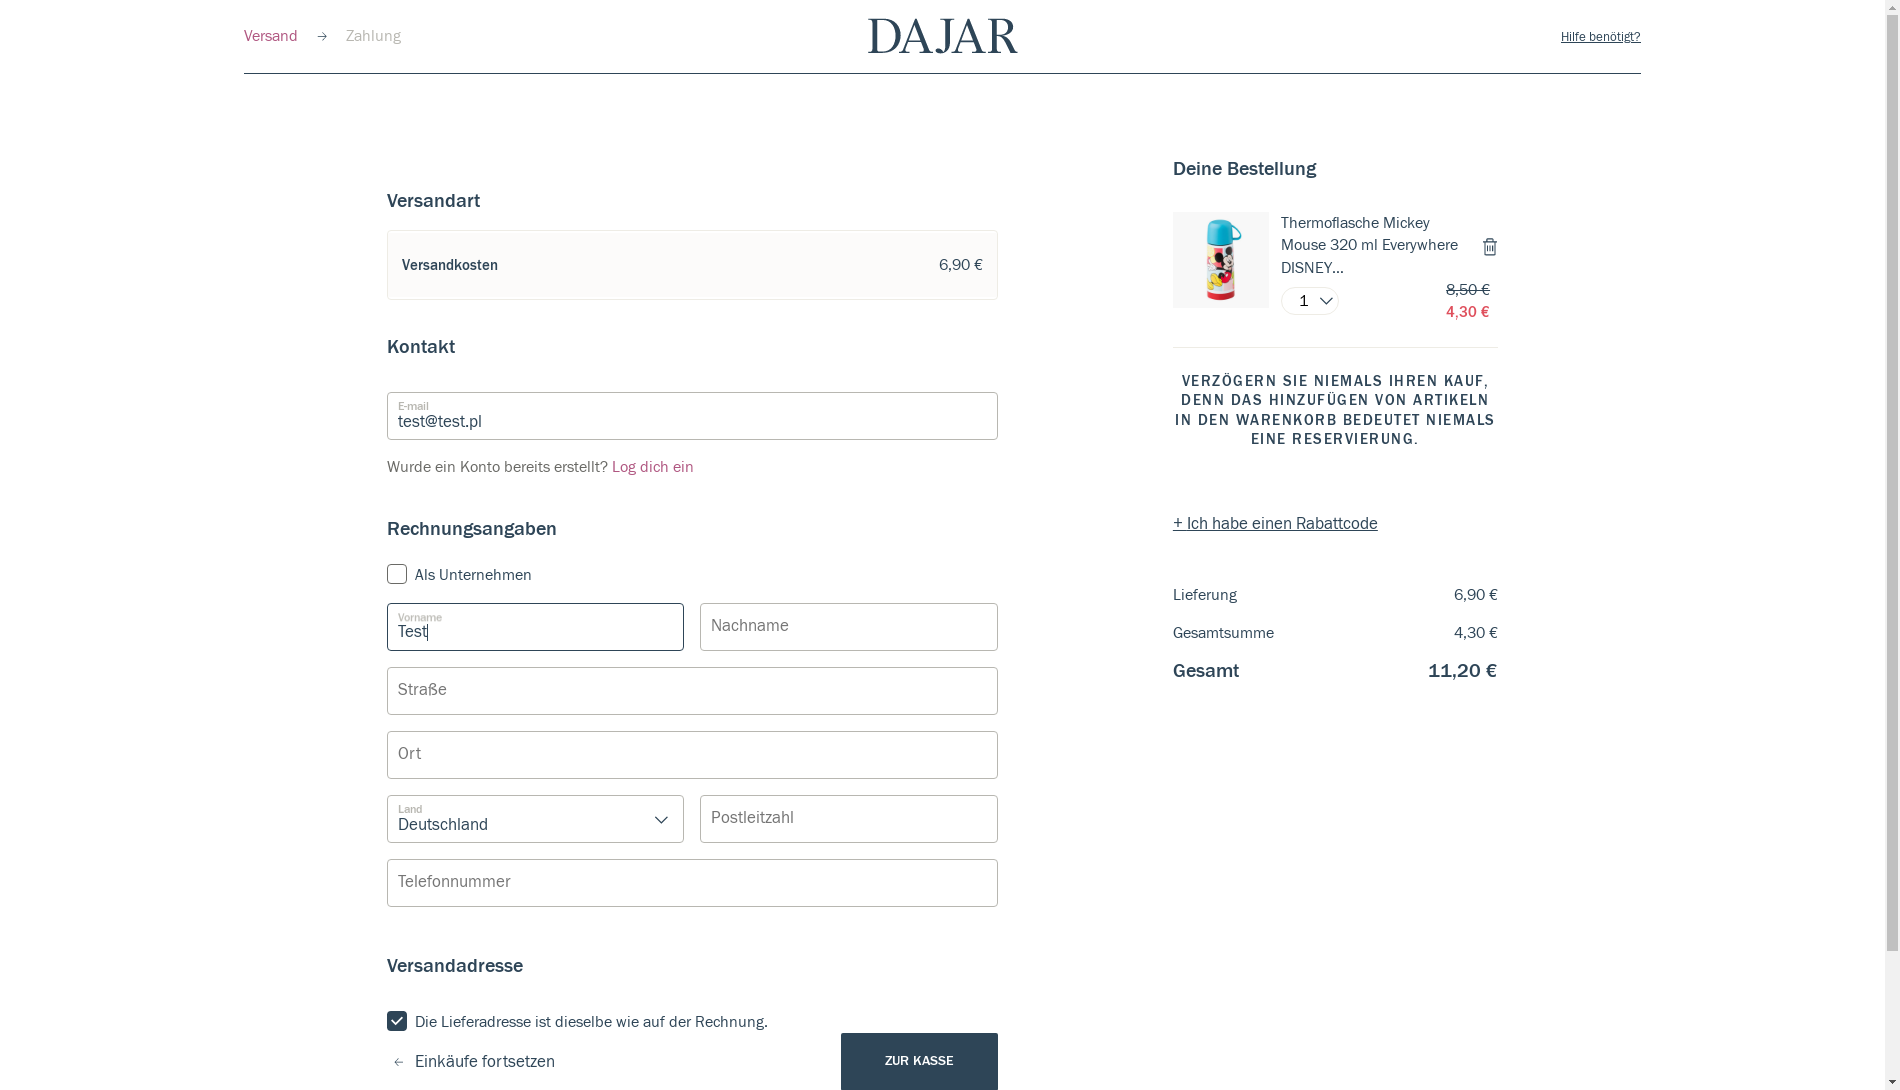 Versand → Zahlung
DAJAR
Hilfe benötigt?
Versandart
Versandkosten 6,90 €
Kontakt
E-mail
test@test.pl
Wurde ein Konto bereits erstellt? Log dich ein
Rechnungsangaben
Als Unternehmen
Vorname
Test
Nachname
Straße
Ort
Land
Deutschland
Postleitzahl
Telefonnummer
Versandadresse
Die Lieferadresse ist dieselbe wie auf der Rechnung.
← Einkäufe fortsetzen
ZUR KASSE
Deine Bestellung
Thermoflasche Mickey
Mouse 320 ml Everywhere
DISNEY...
8,50 €
1
4,30 €
VERZÖGERN SIE NIEMALS IHREN KAUF,
DENN DAS HINZUFÜGEN VON ARTIKELN
IN DEN WARENKORB BEDEUTET NIEMALS
EINE RESERVIERUNG.
+ Ich habe einen Rabattcode
Lieferung 6,90 €
Gesamtsumme 4,30 €
Gesamt 11,20 €